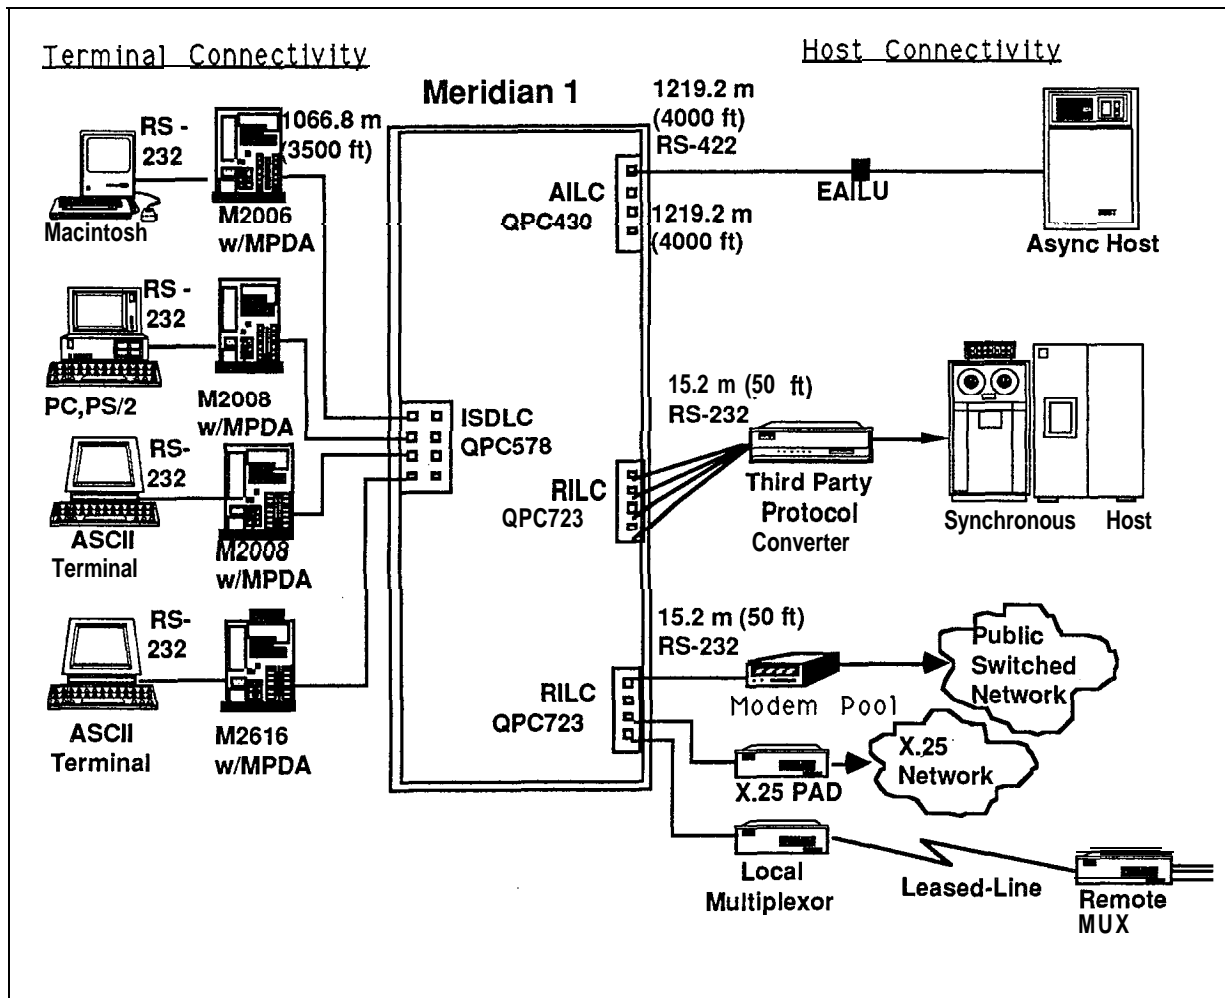 Terminal Connectivity
Host Connectivity
Meridian 1
RS -
232
1066.8 m
(3500 ft)
Macintosh
M2006
w/MPDA
RS -
232
PC,PS/2
M2008
w/MPDA
RS-
232
ASCII
Terminal
M2008
w/MPDA
RS-
232
ASCII
Terminal
M2616
w/MPDA
ISDLC
QPC578
AILC
QPC430
1219.2 m
(4000 ft)
RS-422
1219.2 m
(4000 ft)
EAILU
Async Host
RILC
QPC723
15.2 m (50 ft)
RS-232
Third Party
Protocol
Converter
Synchronous Host
RILC
QPC723
15.2 m (50 ft)
RS-232
Modem Pool
Public
Switched
Network
X.25 PAD
X.25
Network
Local
Multiplexor
Leased-Line
Remote
MUX